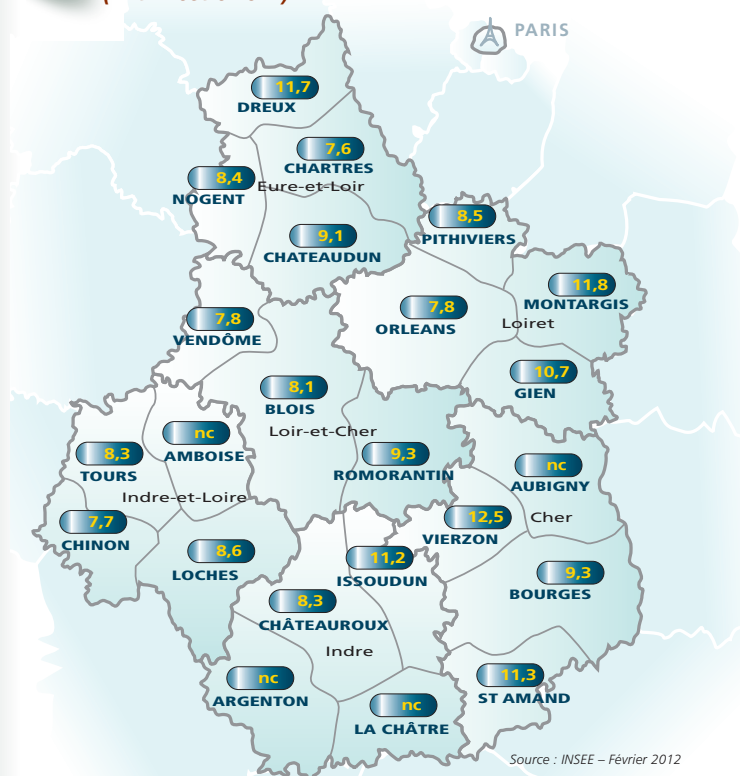 PARIS
11,7
DREUX
7,6
CHARTRES
8,4
NOGENT
Eure-et-Loir
8,5
PITHIVIERS
9,1
CHATEAUDUN
11,8
MONTARGIS
7,8
ORLEANS
Loiret
7,8
VENDÔME
10,7
GIEN
8,1
BLOIS
Loir-et-Cher
nc
AMBOISE
8,3
TOURS
9,3
ROMORANTIN
nc
AUBIGNY
Indre-et-Loire
7,7
CHINON
12,5
VIERZON
Cher
8,6
LOCHES
11,2
ISSOUDUN
9,3
BOURGES
8,3
CHÂTEAUROUX
Indre
nc
ARGENTON
11,3
ST AMAND
nc
LA CHÂTRE
Source : INSEE – Février 2012